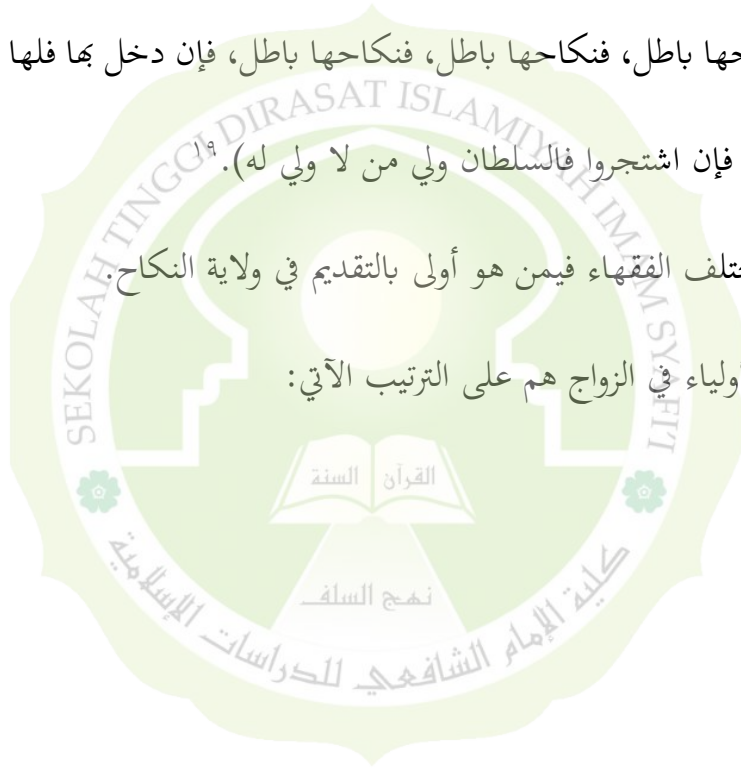 حها باطل، فنكاحها باطل، فنكاحها باطل، فإن دخل بها فلها
فإن اشتجروا فالسلطان ولي من لا ولي له).١٩
ختلف الفقهاء فيمن هو أولى بالتقديم في ولاية النكاح.
أولياء في الزواج هم على الترتيب الآتي:
SEKOLAH TINGGI DIRASAT ISLAMIYAH IMAM SYAFI'I
القرآن السنة
نهج السلف
كلية الإمام الشافعي للدراسات الإسلامية